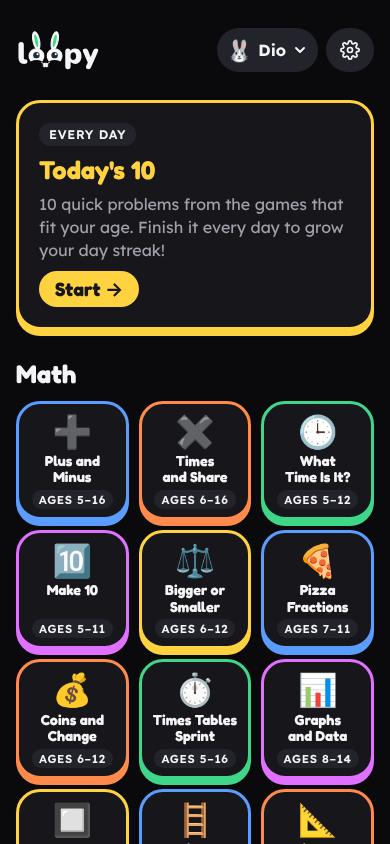 loopy
Dio
EVERY DAY
Today's 10
10 quick problems from the games that
fit your age. Finish it every day to grow
your day streak!
Start →
Math
Plus and
Minus
AGES 5–16
Times
and Share
AGES 6–16
What
Time Is It?
AGES 5–12
10
Make 10
AGES 5–11
Bigger or
Smaller
AGES 6–12
Pizza
Fractions
AGES 7–11
Coins and
Change
AGES 6–12
Times Tables
Sprint
AGES 5–16
Graphs
and Data
AGES 8–14